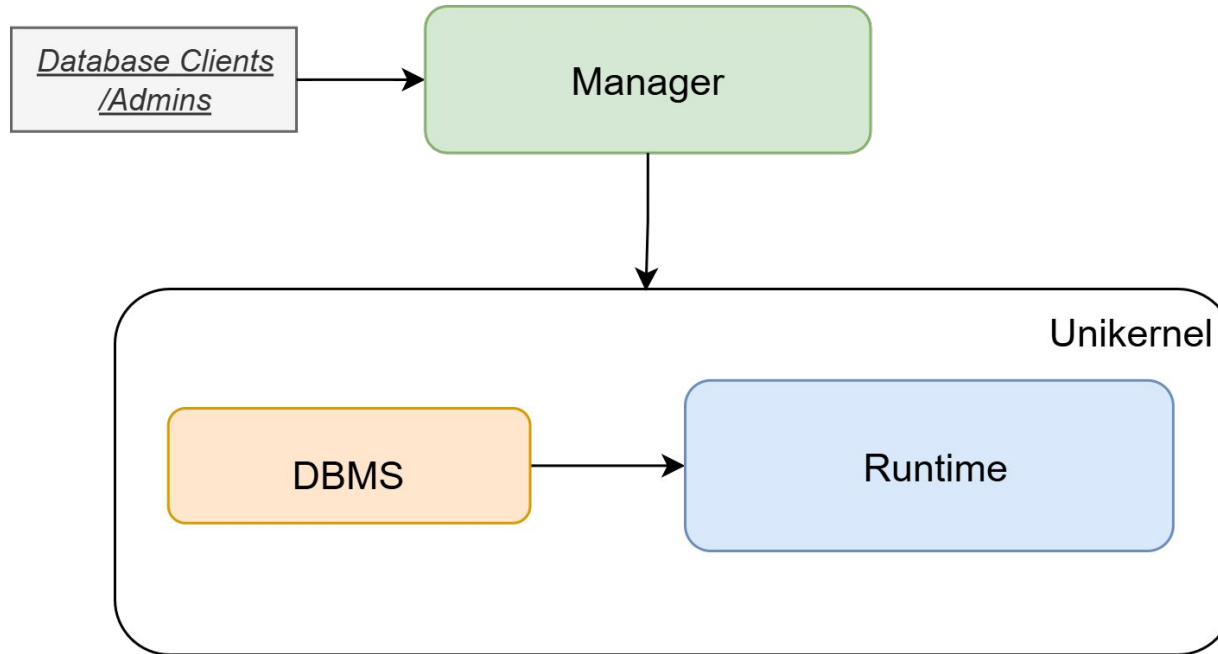 Database Clients
/Admins
Manager
Unikernel
DBMS
Runtime